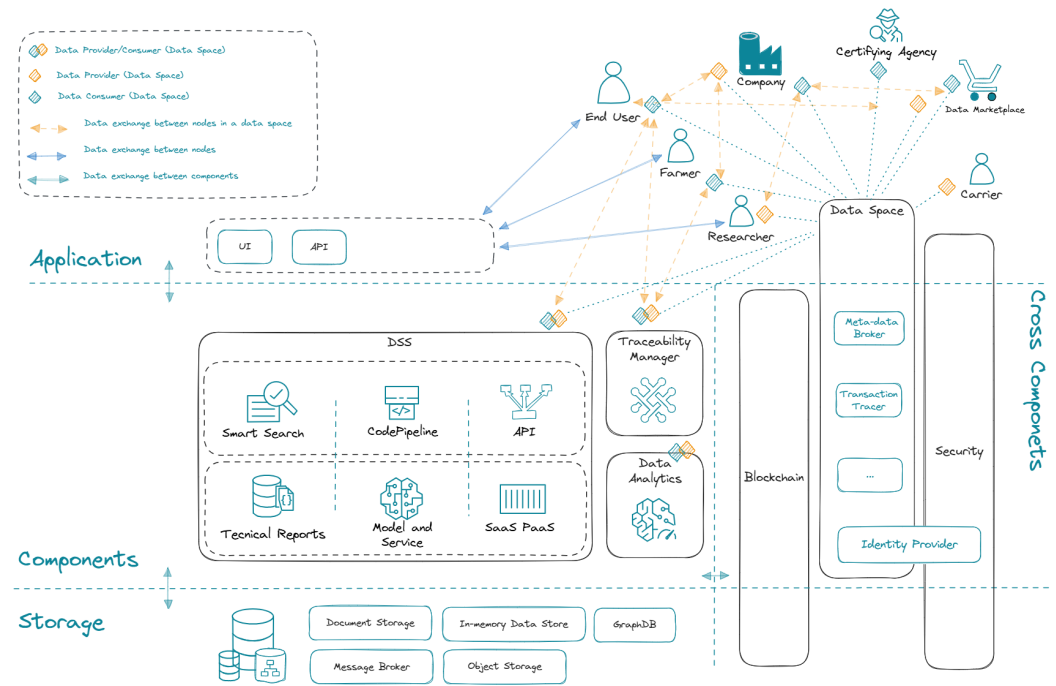 Data Provider/Consumer (Data Space)
Data Provider (Data Space)
Data Consumer (Data Space)
Data exchange between nodes in a data space
Data exchange between nodes
Data exchange between components
Certifying Agency
Company
Data Marketplace
End User
Farmer
Carrier
Researcher
Data Space
UI
API
Application
Cross Componets
DSS
Traceability
Manager
Meta-data
Broker
Smart Search
CodePipeline
API
Transaction
Tracer
Security
Data
Analytics
Blockchain
...
Tecnical Reports
Model and
Service
SaaS PaaS
Identity Provider
Components
Storage
Document Storage
In-memory Data Store
GraphDB
Message Broker
Object Storage